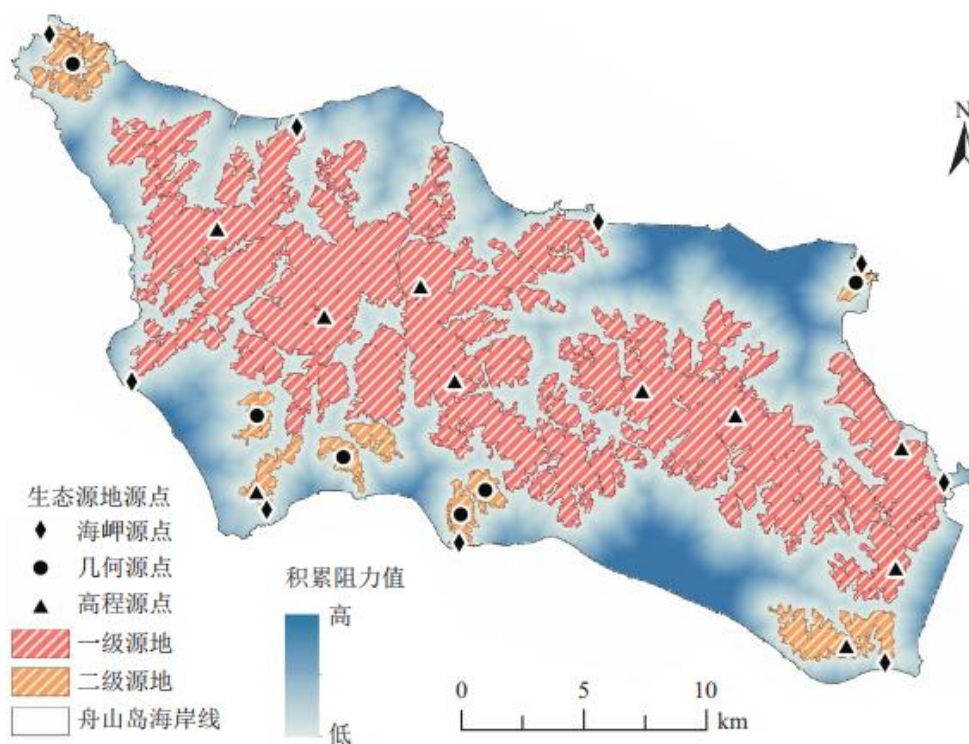 N
生态源地源点
海岬源点
几何源点
高程源点
一级源地
二级源地
舟山岛海岸线
积累阻力值
高
低
0 5 10
km